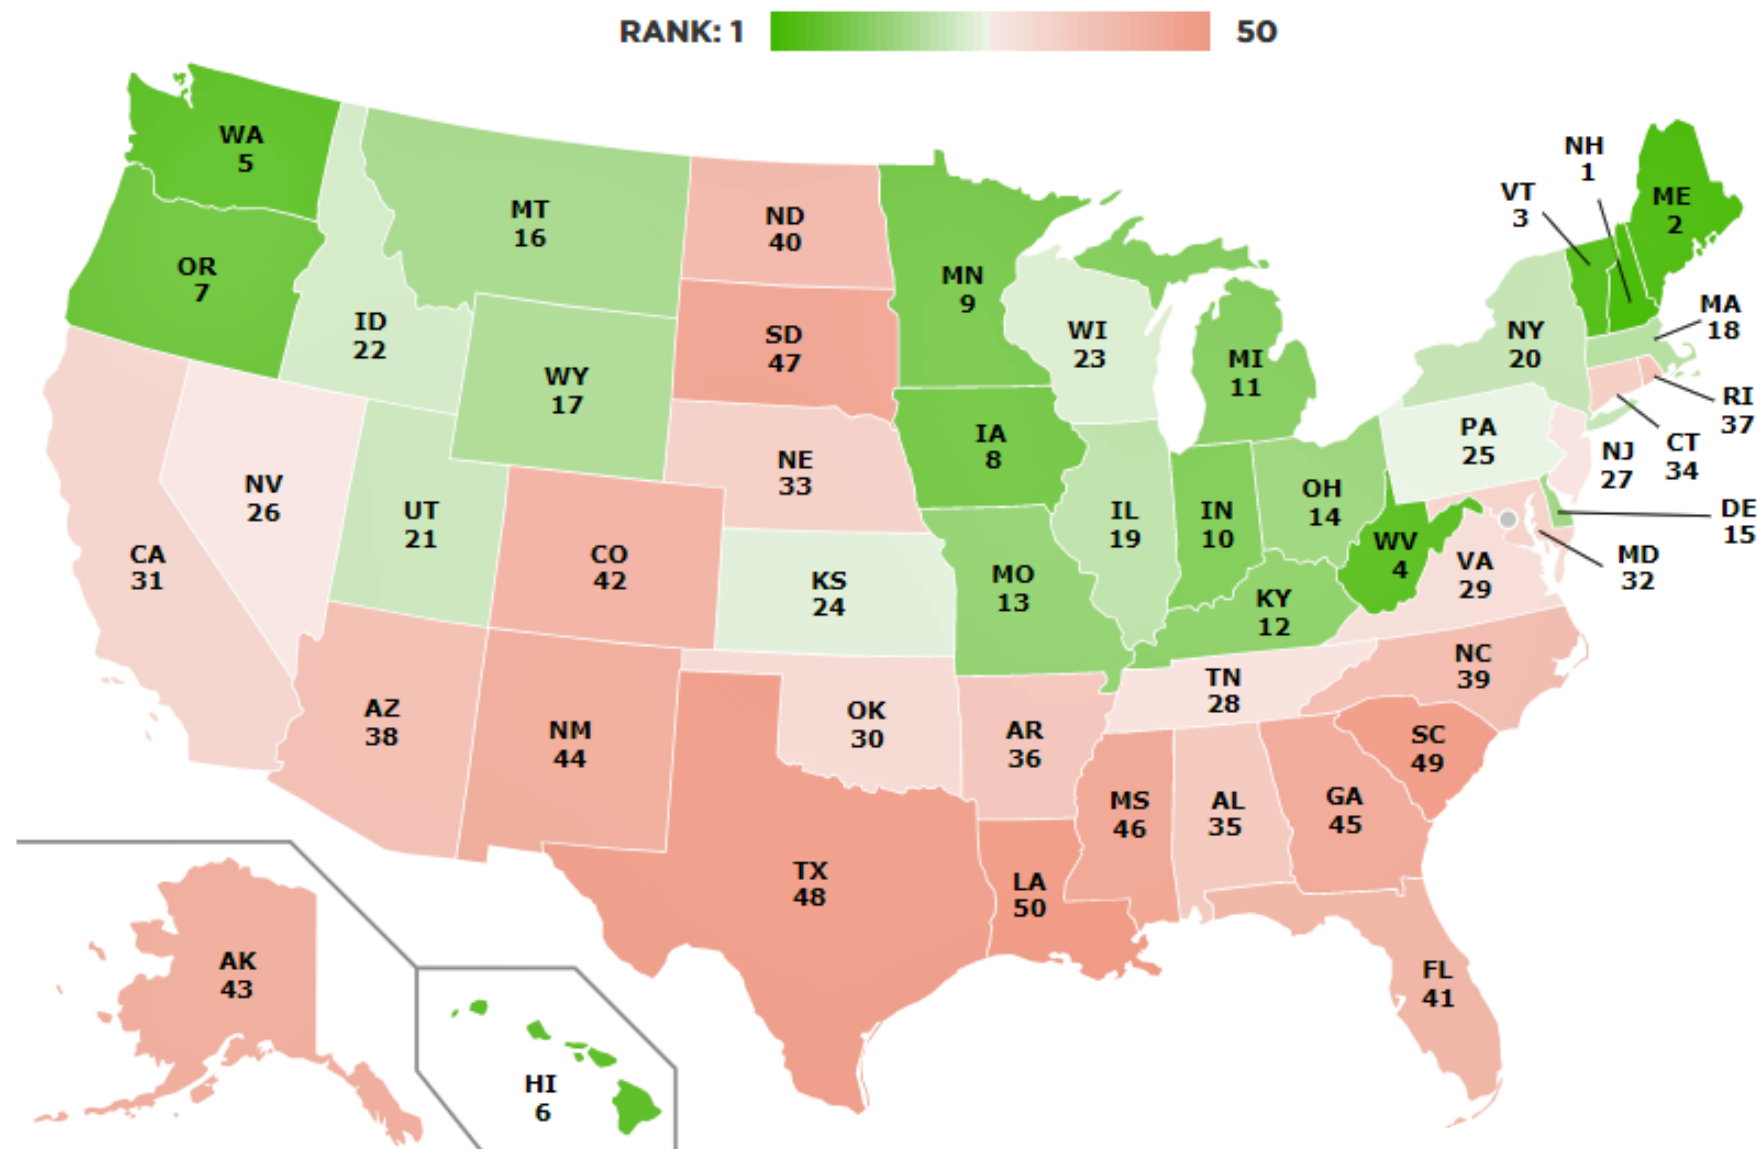 RANK: 1
50
WA
5
OR
7
MT
16
ID
22
WY
17
ND
40
SD
47
NE
33
MN
9
WI
23
MI
11
IA
8
NH
1
VT
3
ME
2
NY
20
MA
18
RI
37
CT
34
PA
25
NJ
27
DE
15
MD
32
CA
31
NV
26
UT
21
CO
42
KS
24
MO
13
IL
19
IN
10
OH
14
WV
4
VA
29
KY
12
AZ
38
NM
44
OK
30
AR
36
TN
28
NC
39
SC
49
TX
48
LA
50
MS
46
AL
35
GA
45
FL
41
AK
43
HI
6